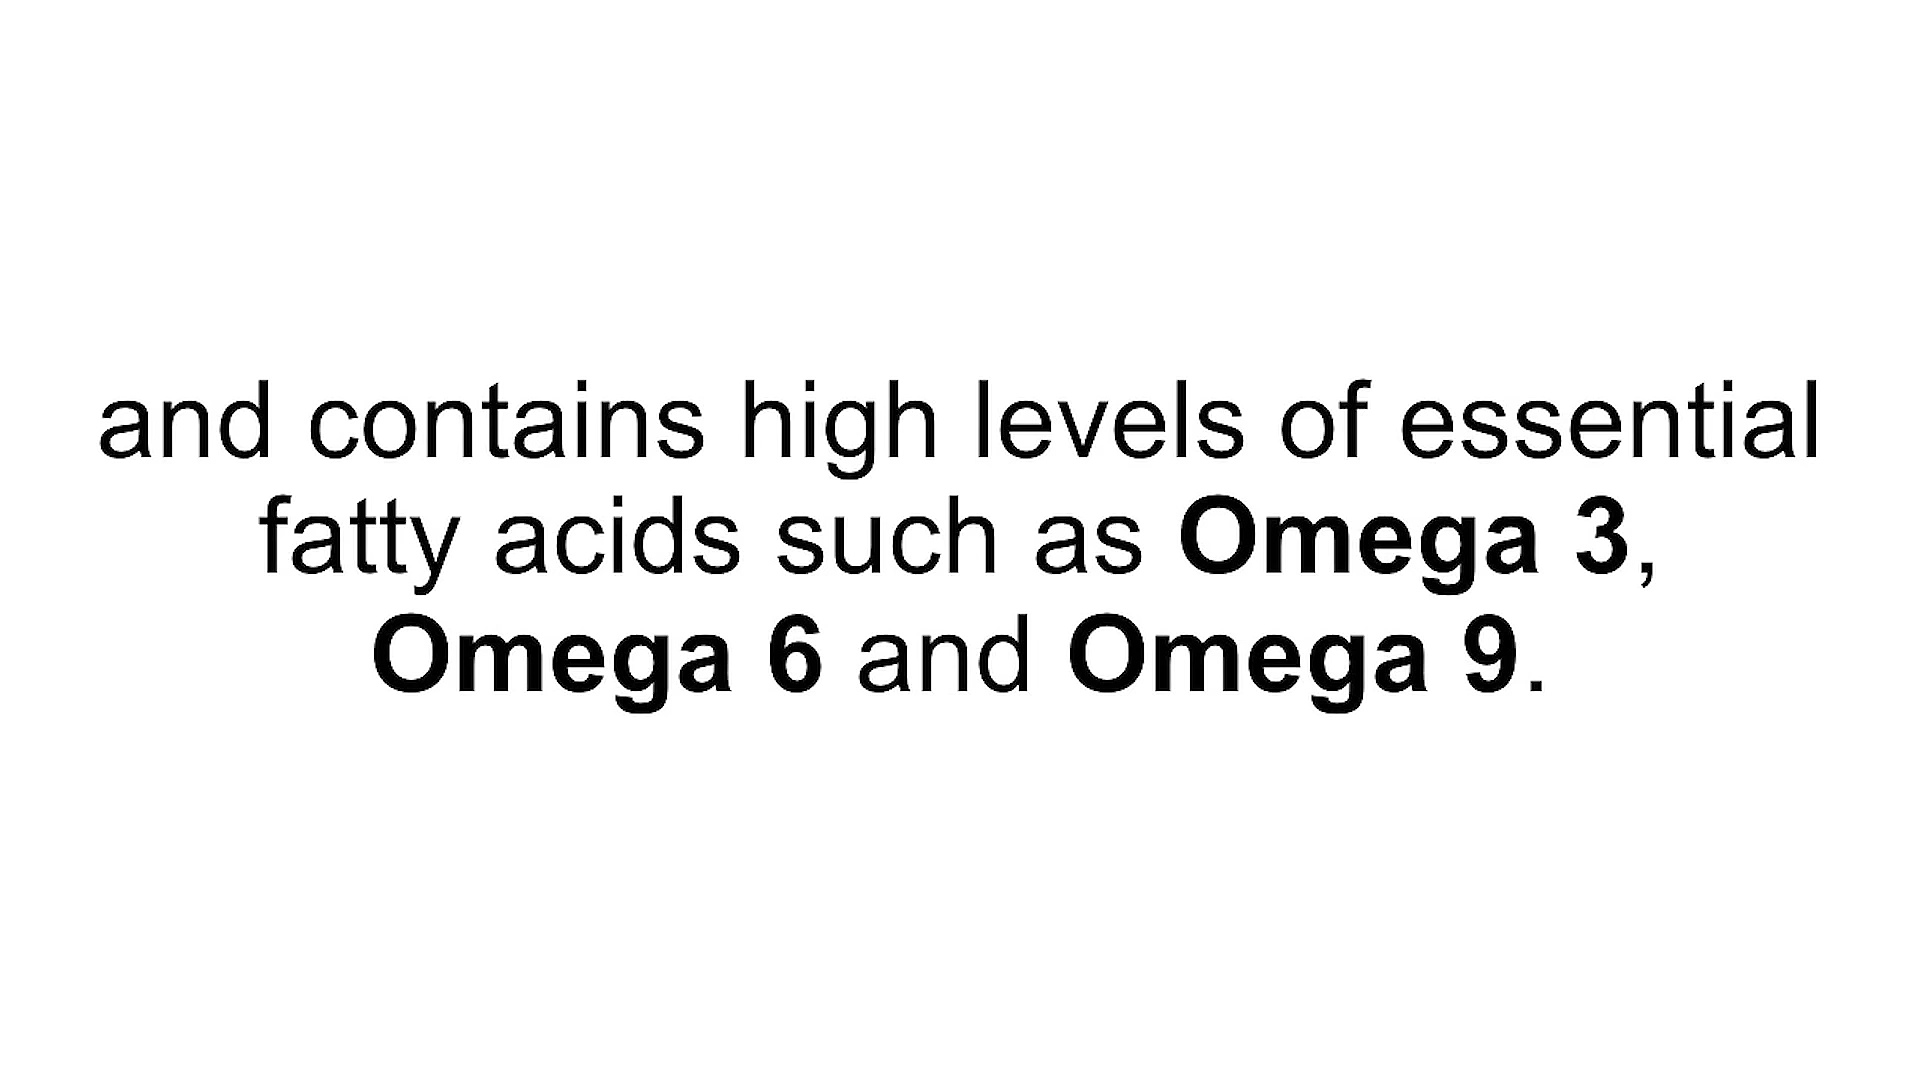 and contains high levels of essential
fatty acids such as Omega 3,
Omega 6 and Omega 9.